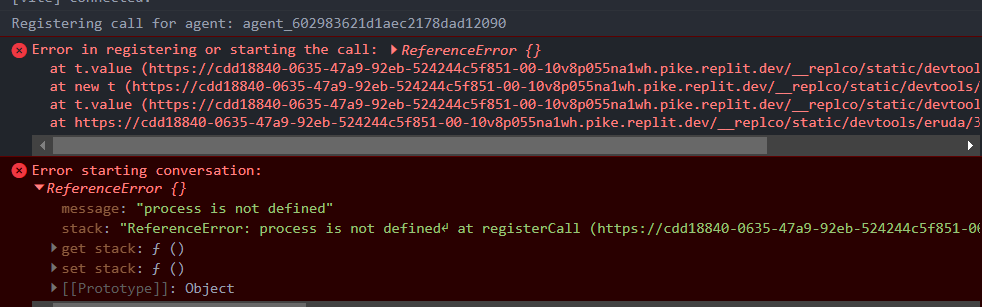 [vite] connected.
Registering call for agent: agent_602983621d1aec2178dad12090
Error in registering or starting the call: ▶ReferenceError {}
at t.value (https://cdd18840-0635-47a9-92eb-524244c5f851-00-10v8p055na1wh.pike.replit.dev/__replco/static/devtool
at new t (https://cdd18840-0635-47a9-92eb-524244c5f851-00-10v8p055na1wh.pike.replit.dev/__replco/static/devtools/
at t.value (https://cdd18840-0635-47a9-92eb-524244c5f851-00-10v8p055na1wh.pike.replit.dev/__replco/static/devtool
at https://cdd18840-0635-47a9-92eb-524244c5f851-00-10v8p055na1wh.pike.replit.dev/__replco/static/devtools/eruda/3
Error starting conversation:
▼ReferenceError {}
message: "process is not defined"
stack: "ReferenceError: process is not defined↵ at registerCall (https://cdd18840-0635-47a9-92eb-524244c5f851-00
▶ get stack: ƒ ()
▶ set stack: ƒ ()
▶ [[Prototype]]: Object